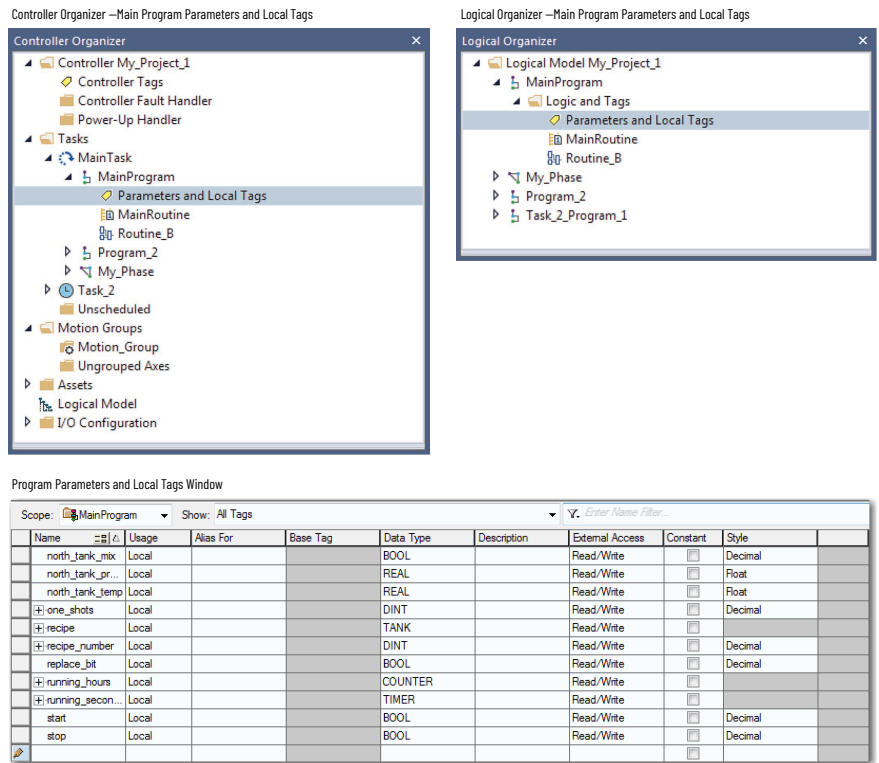 Controller Organizer —Main Program Parameters and Local Tags
Controller Organizer
Controller My_Project_1
Controller Tags
Controller Fault Handler
Power-Up Handler
Tasks
MainTask
MainProgram
Parameters and Local Tags
MainRoutine
Routine_B
Program_2
My_Phase
Task_2
Unscheduled
Motion Groups
Motion_Group
Ungrouped Axes
Assets
Logical Model
I/O Configuration
Logical Organizer —Main Program Parameters and Local Tags
Logical Organizer
Logical Model My_Project_1
MainProgram
Logic and Tags
Parameters and Local Tags
MainRoutine
Routine_B
My_Phase
Program_2
Task_2_Program_1
Program Parameters and Local Tags Window
Scope: MainProgram Show: All Tags Enter Name Filter...
Name Usage Alias For Base Tag Data Type Description External Access Constant Style
north_tank_mix Local BOOL Read/Write Decimal
north_tank_pr... Local REAL Read/Write Float
north_tank_temp Local REAL Read/Write Float
one_shots Local DINT Read/Write Decimal
recipe Local TANK Read/Write
recipe_number Local DINT Read/Write Decimal
replace_bit Local BOOL Read/Write Decimal
running_hours Local COUNTER Read/Write
running_secon... Local TIMER Read/Write
start Local BOOL Read/Write Decimal
stop Local BOOL Read/Write Decimal